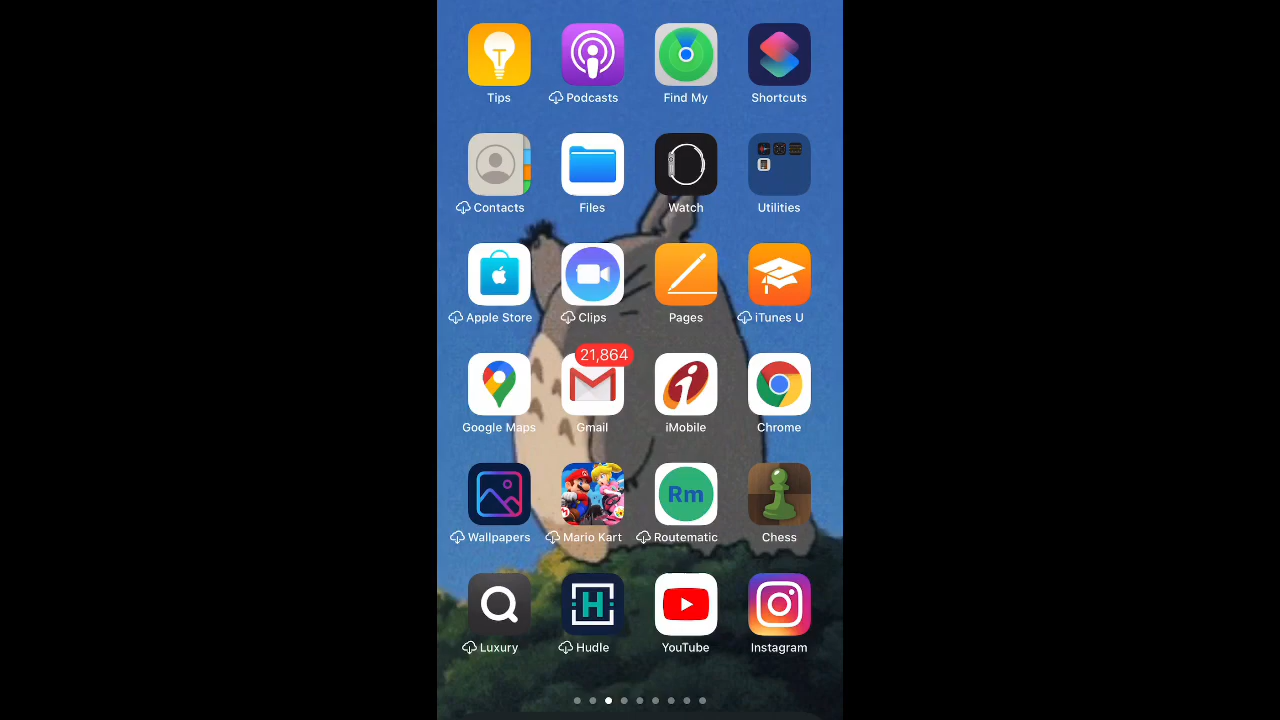 Tips
Podcasts
Find My
Shortcuts
Contacts
Files
Watch
Utilities
Apple Store
Clips
Pages
iTunes U
21,864
Google Maps
Gmail
iMobile
Chrome
Rm
Wallpapers
Mario Kart
Routematic
Chess
H
Luxury
Hudle
YouTube
Instagram